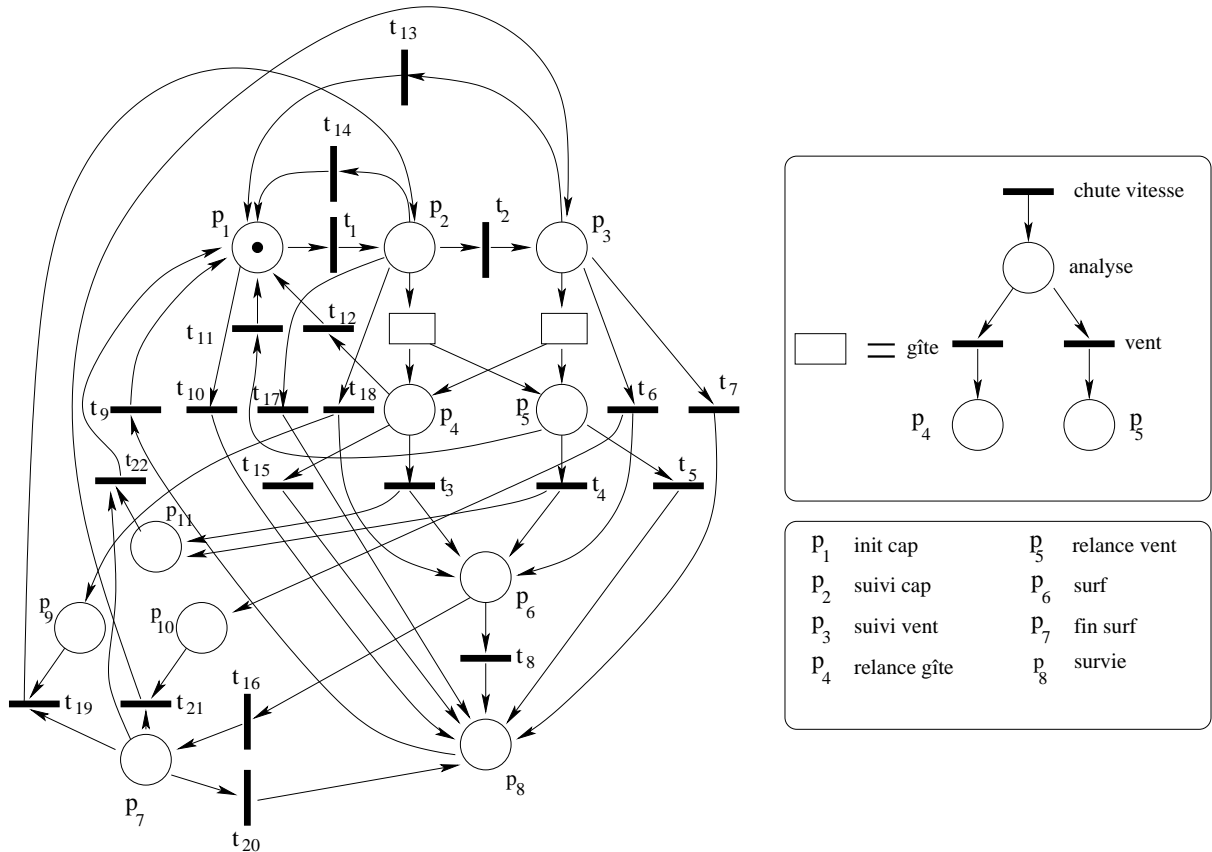 t13
t14
p1
t1
p2
t2
p3
t11
t12
t9
t10
t17
t18
p4
p5
t6
t7
t22
t15
t3
t4
t5
p11
p9
p10
p6
t8
t19
t21
t16
p7
t20
p8
chute vitesse
analyse
= gîte
vent
p4
p5
p1 init cap
p2 suivi cap
p3 suivi vent
p4 relance gîte
p5 relance vent
p6 surf
p7 fin surf
p8 survie